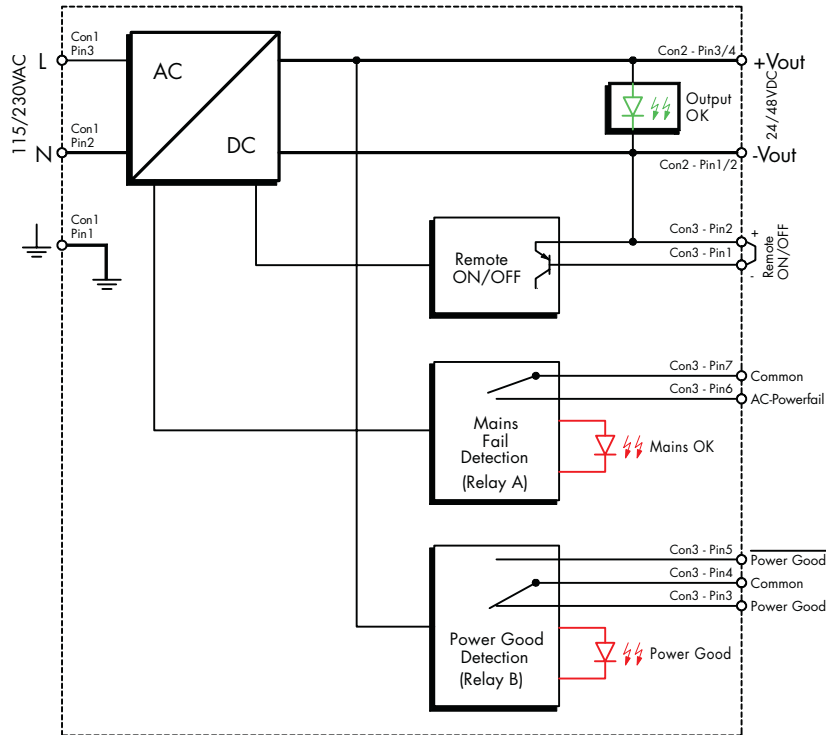 Con1
Pin3
L
115/230VAC
Con1
Pin2
N
Con1
Pin1
AC
DC
Con2 - Pin3/4
+Vout
Output
OK
24/48VDC
-Vout
Con2 - Pin1/2
Remote
ON/OFF
Con3 - Pin2
+
Con3 - Pin1
-
Remote
ON/OFF
Con3 - Pin7
Common
Con3 - Pin6
AC-Powerfail
Mains
Fail
Detection
(Relay A)
Mains OK
Con3 - Pin5
Power Good
Con3 - Pin4
Common
Con3 - Pin3
Power Good
Power Good
Detection
(Relay B)
Power Good